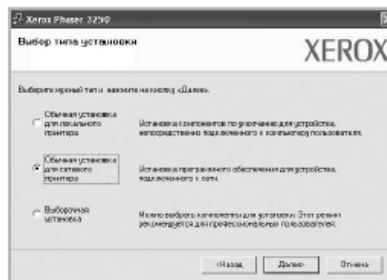 Xerox Phaser 3250
Выбор типа установки
XEROX
Выберите нужный тип и нажмите на кнопку «Далее».
Обычная установка
для локального
принтера
Установка компонентов по умолчанию для устройства,
непосредственно подключенного к компьютеру пользователя.
Обычная установка
для сетевого
принтера
Установка программного обеспечения для устройства,
подключенного к сети.
Выборочная
установка
Можно выбрать компоненты для установки. Этот режим
рекомендуется для профессиональных пользователей.
<Назад
Далее>
Отмена